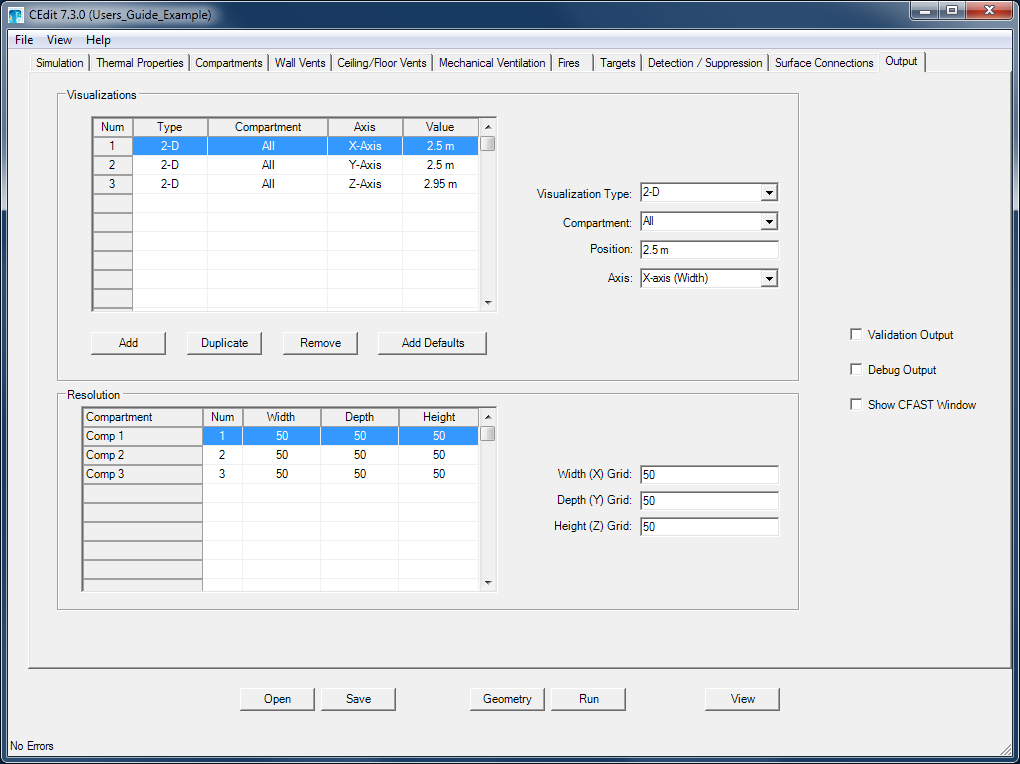 CEdit 7.3.0 (Users_Guide_Example)
File View Help
Simulation Thermal Properties Compartments Wall Vents Ceiling/Floor Vents Mechanical Ventilation Fires Targets Detection / Suppression Surface Connections Output
Visualizations
Num Type Compartment Axis Value
1 2-D All X-Axis 2.5 m
2 2-D All Y-Axis 2.5 m
3 2-D All Z-Axis 2.95 m
Visualization Type: 2-D
Compartment: All
Position: 2.5 m
Axis: X-axis (Width)
Add Duplicate Remove Add Defaults
Validation Output
Debug Output
Show CFAST Window
Resolution
Compartment Num Width Depth Height
Comp 1 1 50 50 50
Comp 2 2 50 50 50
Comp 3 3 50 50 50
Width (X) Grid: 50
Depth (Y) Grid: 50
Height (Z) Grid: 50
Open Save Geometry Run View
No Errors